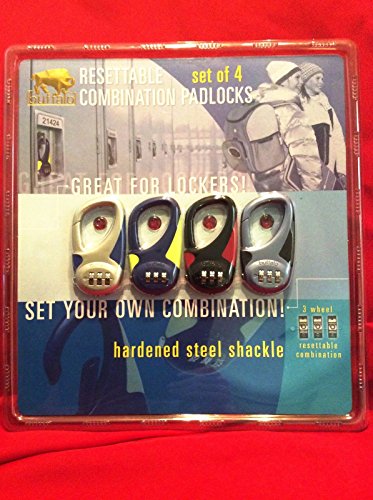 buffalo
RESETTABLE set of 4
COMBINATION PADLOCKS
21424
GREAT FOR LOCKERS!
SET YOUR OWN COMBINATION!
3 wheel
resettable
combination
hardened steel shackle